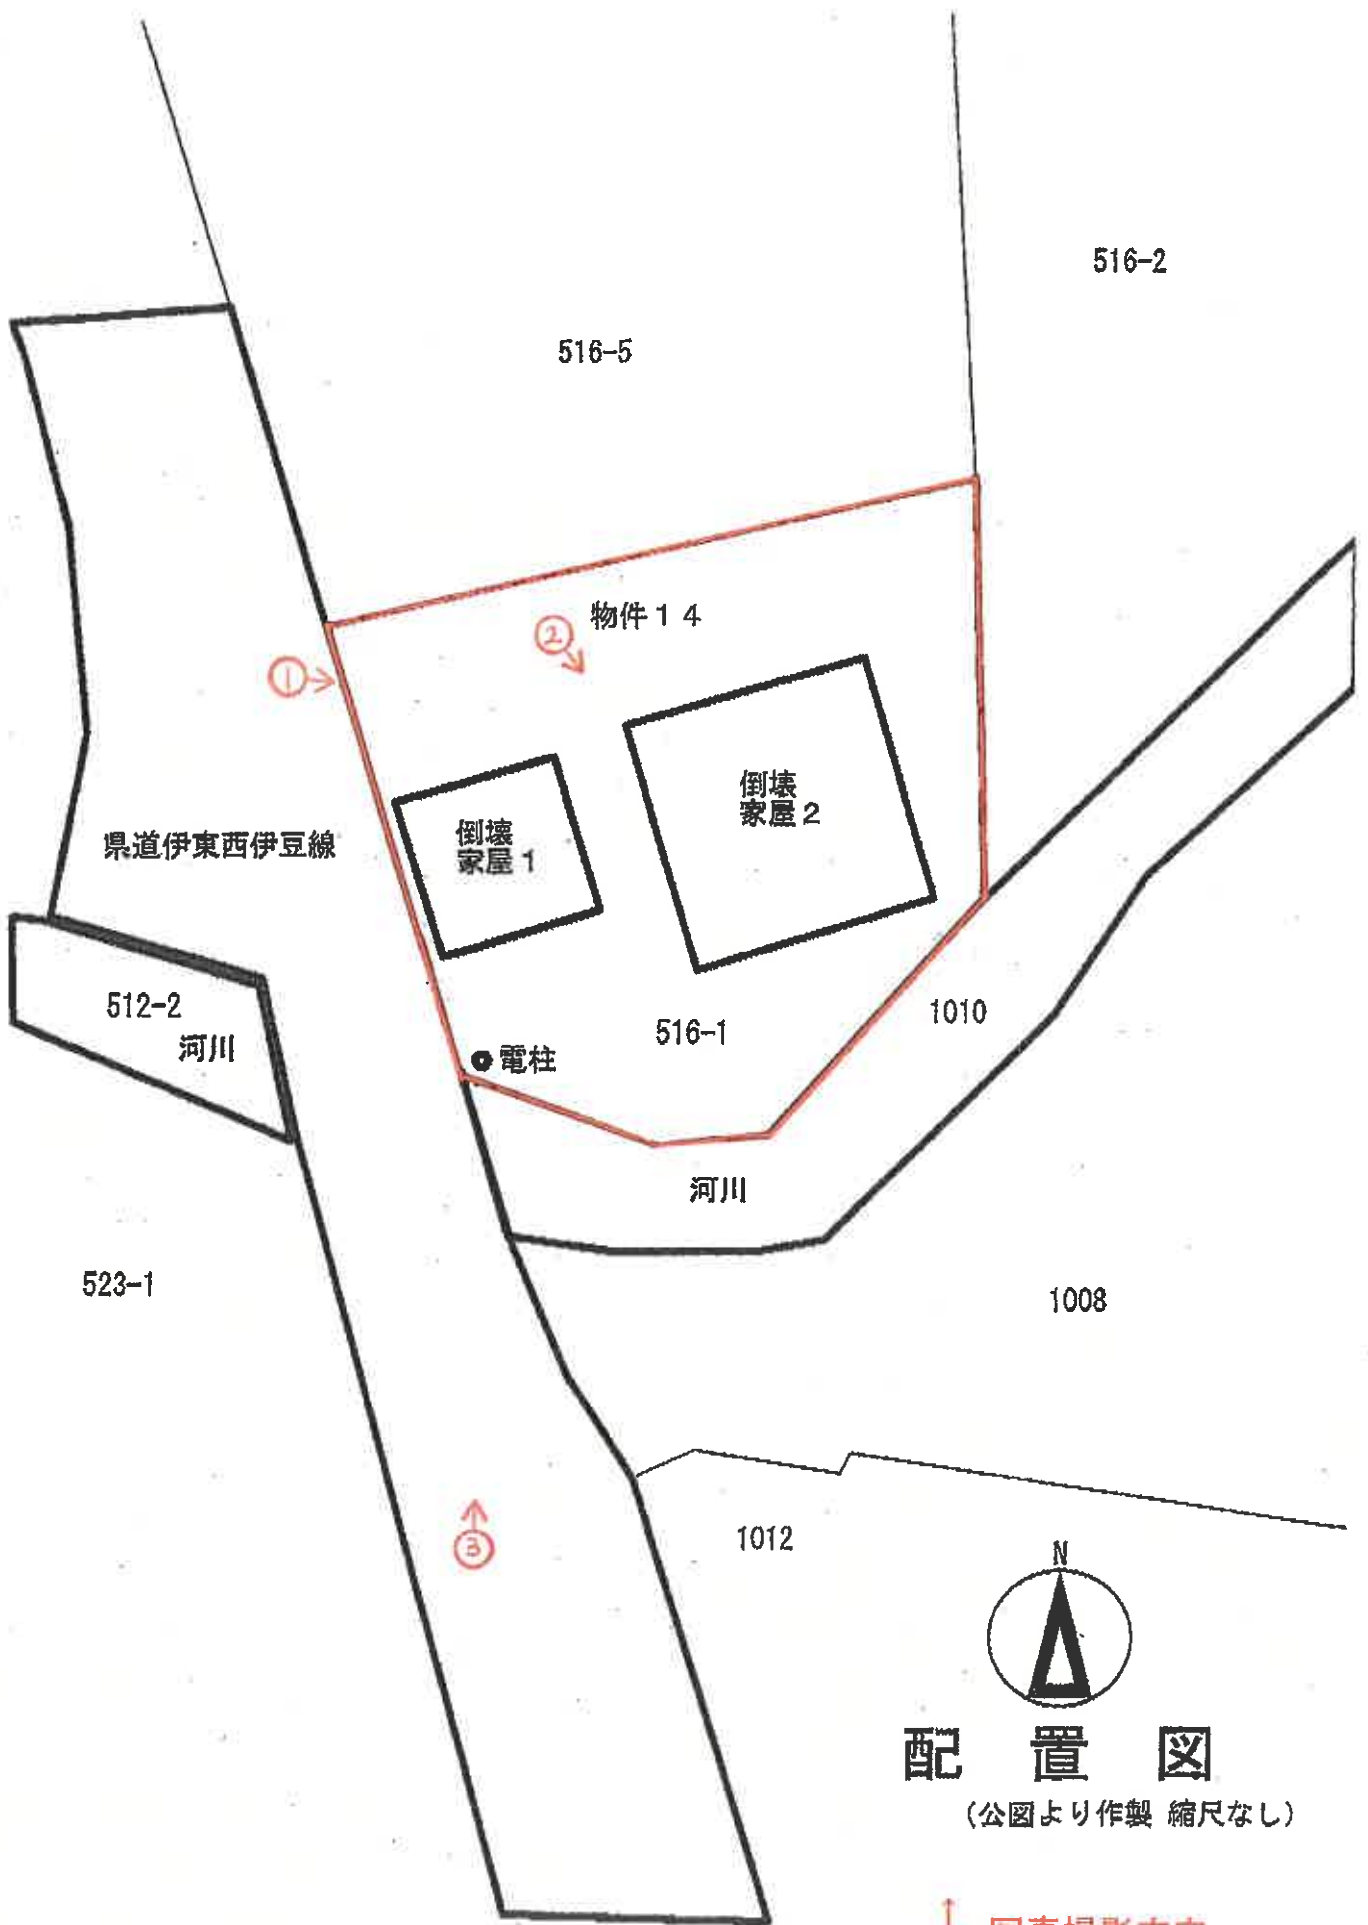 516-2
516-5
物件14
②
①
倒壊
家屋2
倒壊
家屋1
県道伊東西伊豆線
512-2
河川
516-1
1010
電柱
河川
523-1
1008
③
1012
N
配置図
(公図より作製 縮尺なし)